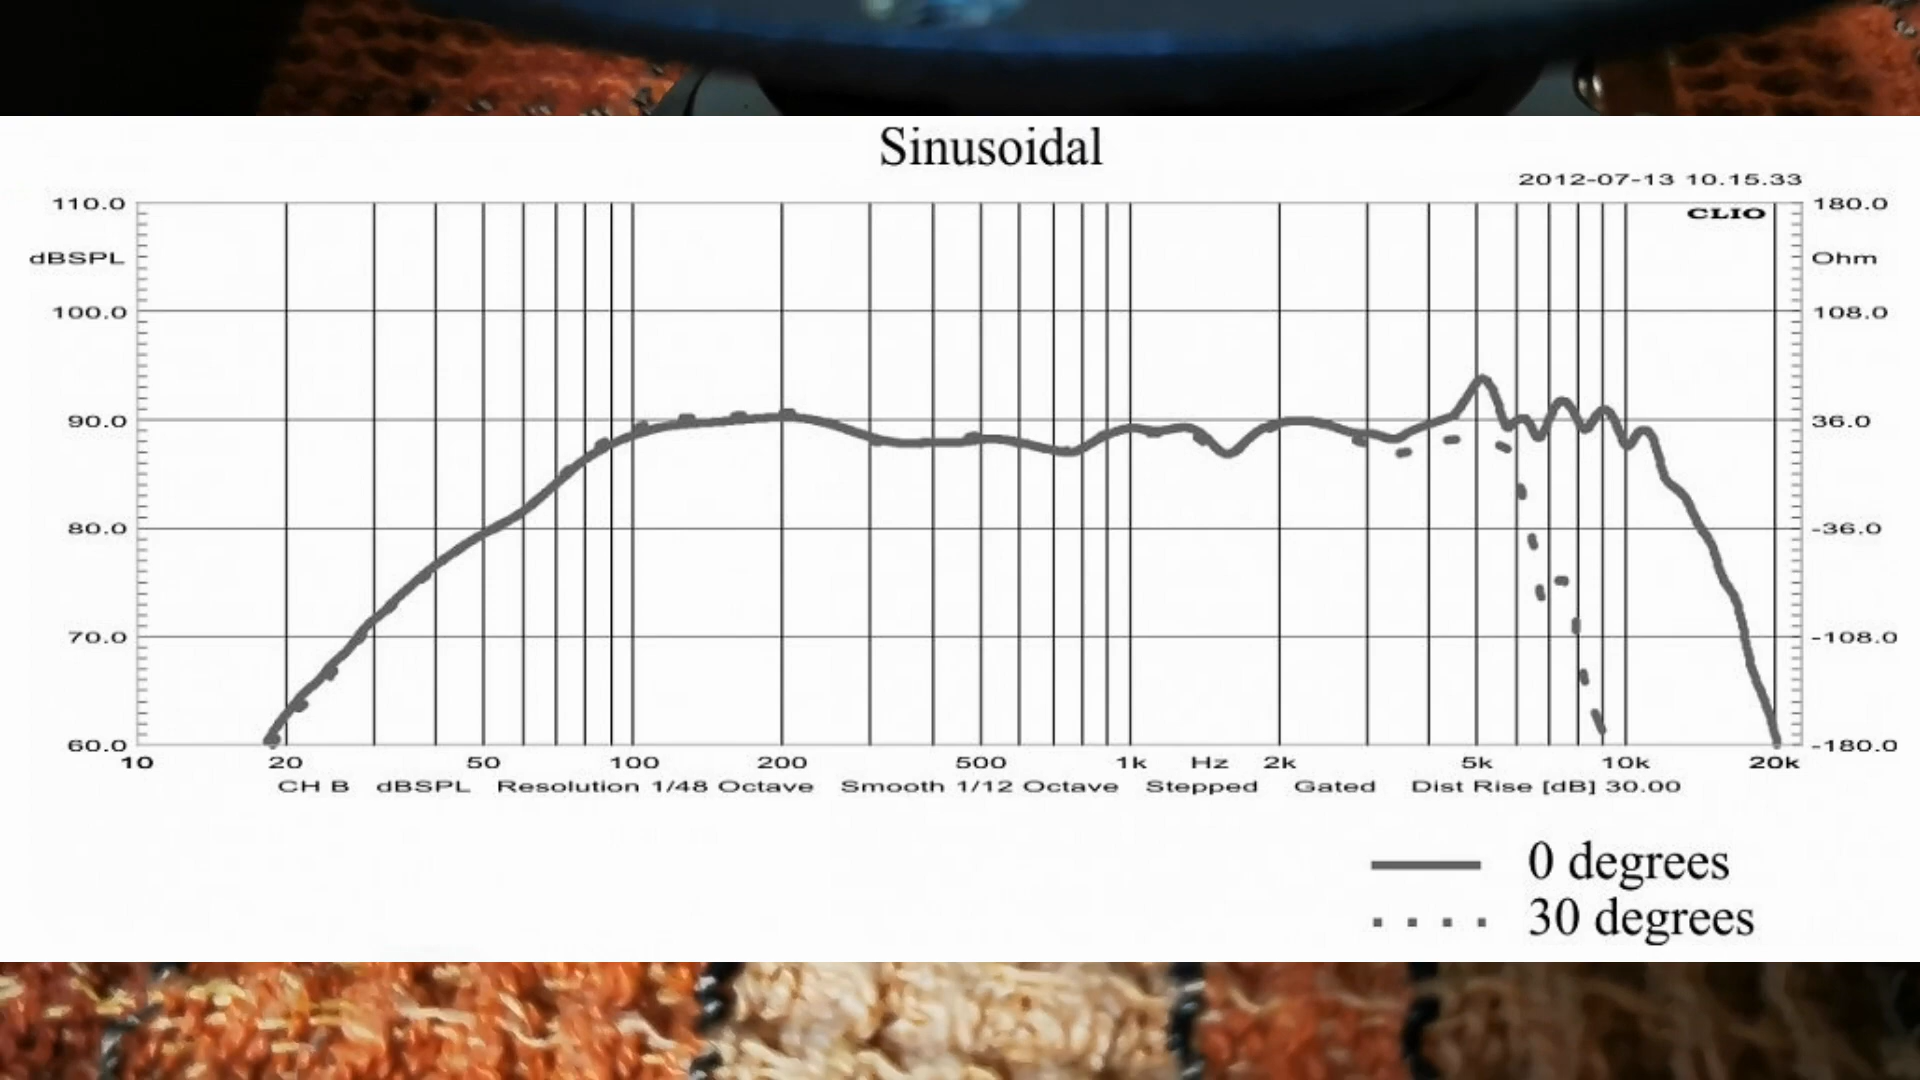 Sinusoidal
2012-07-13 10.15.33
110.0
180.0
CLIO
dBSPL
Ohm
100.0
108.0
90.0
36.0
80.0
-36.0
70.0
-108.0
60.0
-180.0
10 20 50 100 200 500 1k Hz 2k 5k 10k 20k
CH B dBSPL Resolution 1/48 Octave Smooth 1/12 Octave Stepped Gated Dist Rise [dB] 30.00
0 degrees
30 degrees